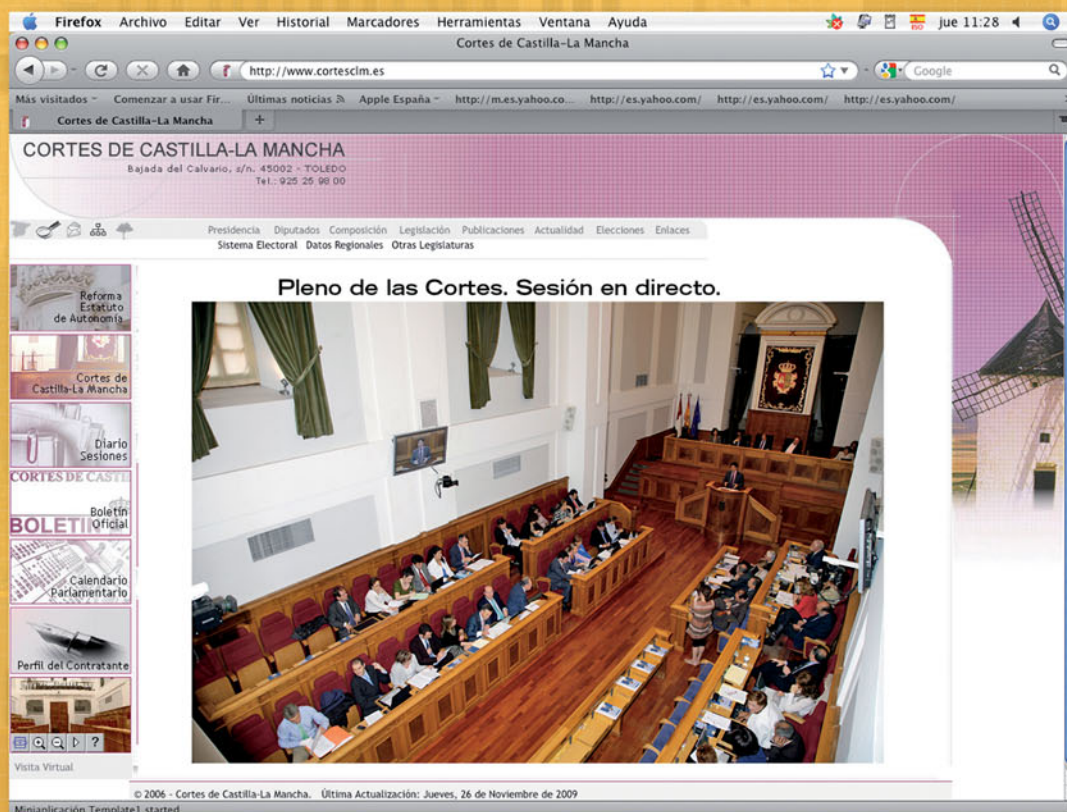 Firefox Archivo Editar Ver Historial Marcadores Herramientas Ventana Ayuda
ISO
jue 11:28
Cortes de Castilla-La Mancha
http://www.cortesclm.es
Google
Más visitados
Comenzar a usar Fir...
Últimas noticias
Apple España
http://m.es.yahoo.co...
http://es.yahoo.com/
http://es.yahoo.com/
http://es.yahoo.com/
Cortes de Castilla-La Mancha
+
CORTES DE CASTILLA-LA MANCHA
Bajada del Calvario, s/n. 45002 - TOLEDO
Tel.: 925 25 98 00
Presidencia Diputados Composición Legislación Publicaciones Actualidad Elecciones Enlaces
Sistema Electoral Datos Regionales Otras Legislaturas
Pleno de las Cortes. Sesión en directo.
Reforma
Estatuto
de Autonomía
Cortes de
Castilla-La Mancha
Diario
Sesiones
CORTES DE CASTI
Boletín
BOLETIN Oficial
Calendario
Parlamentario
Perfil del Contratante
?
Visita Virtual
© 2006 - Cortes de Castilla-La Mancha. Última Actualización: Jueves, 26 de Noviembre de 2009
Miniaplicación Template1 started